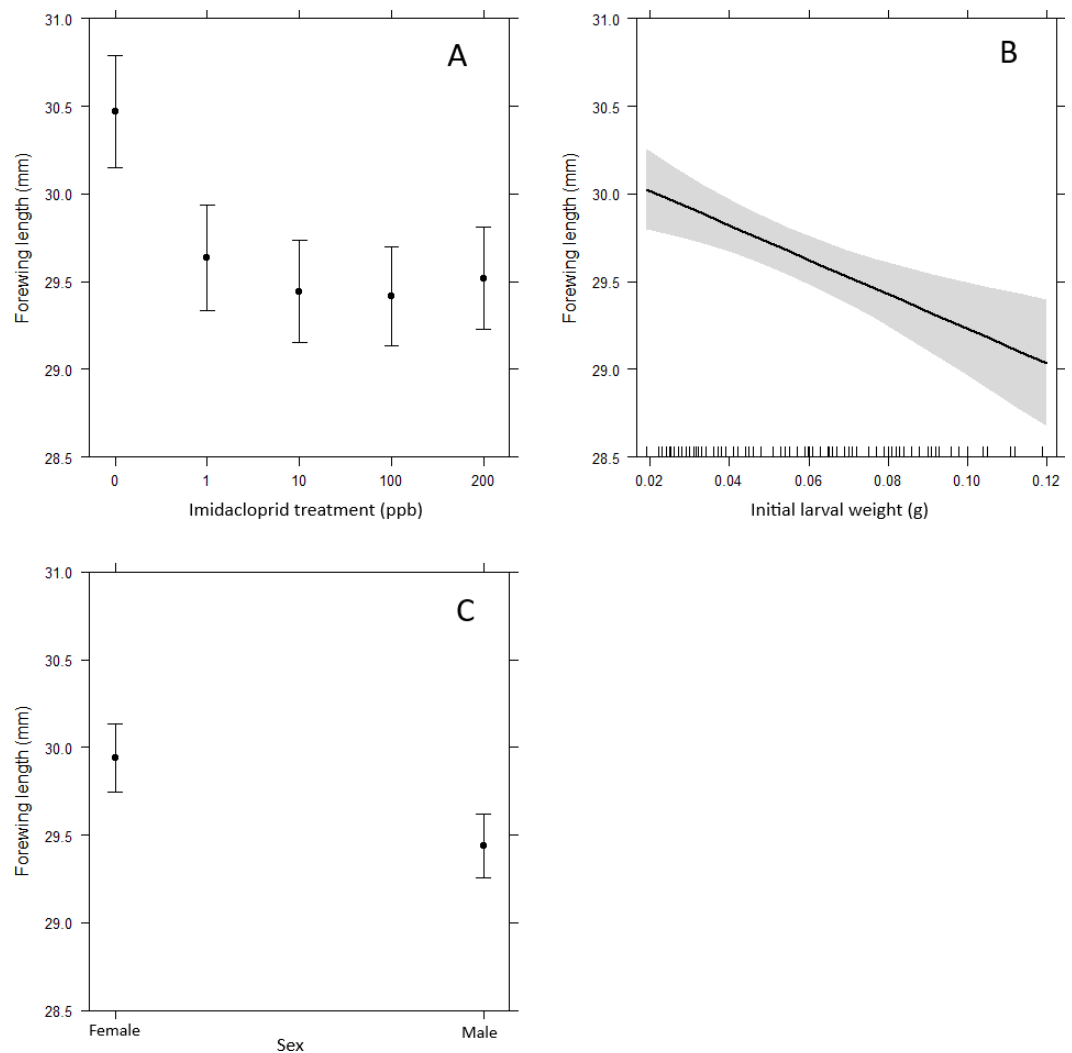 A
31.0
30.5
30.0
29.5
29.0
28.5
Forewing length (mm)
0 1 10 100 200
Imidacloprid treatment (ppb)
B
31.0
30.5
30.0
29.5
29.0
28.5
Forewing length (mm)
0.02 0.04 0.06 0.08 0.10 0.12
Initial larval weight (g)
C
31.0
30.5
30.0
29.5
29.0
28.5
Forewing length (mm)
Female Male
Sex